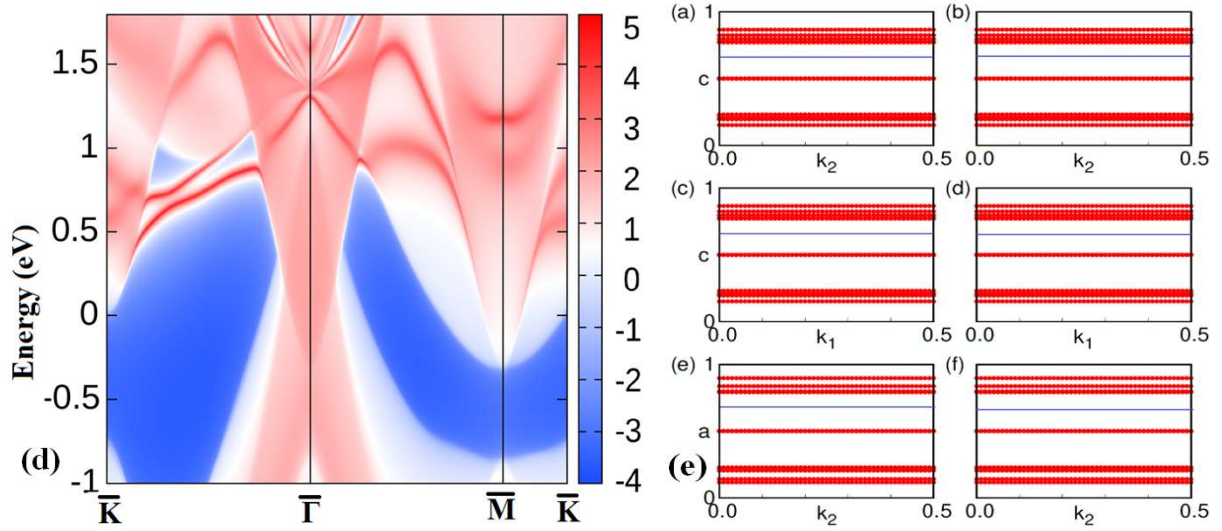 1.5
1
0.5
0
-0.5
-1
Energy (eV)
K̅ Γ̅ M̅ K̅
(d)
5
4
3
2
1
0
-1
-2
-3
-4
(a) 1
c
0
0.0 k₂ 0.5
(b)
0.0 k₂ 0.5
(c) 1
c
0
0.0 k₁ 0.5
(d)
0.0 k₁ 0.5
(e) 1
a
0
0.0 k₂ 0.5
(f)
0.0 k₂ 0.5
(e)